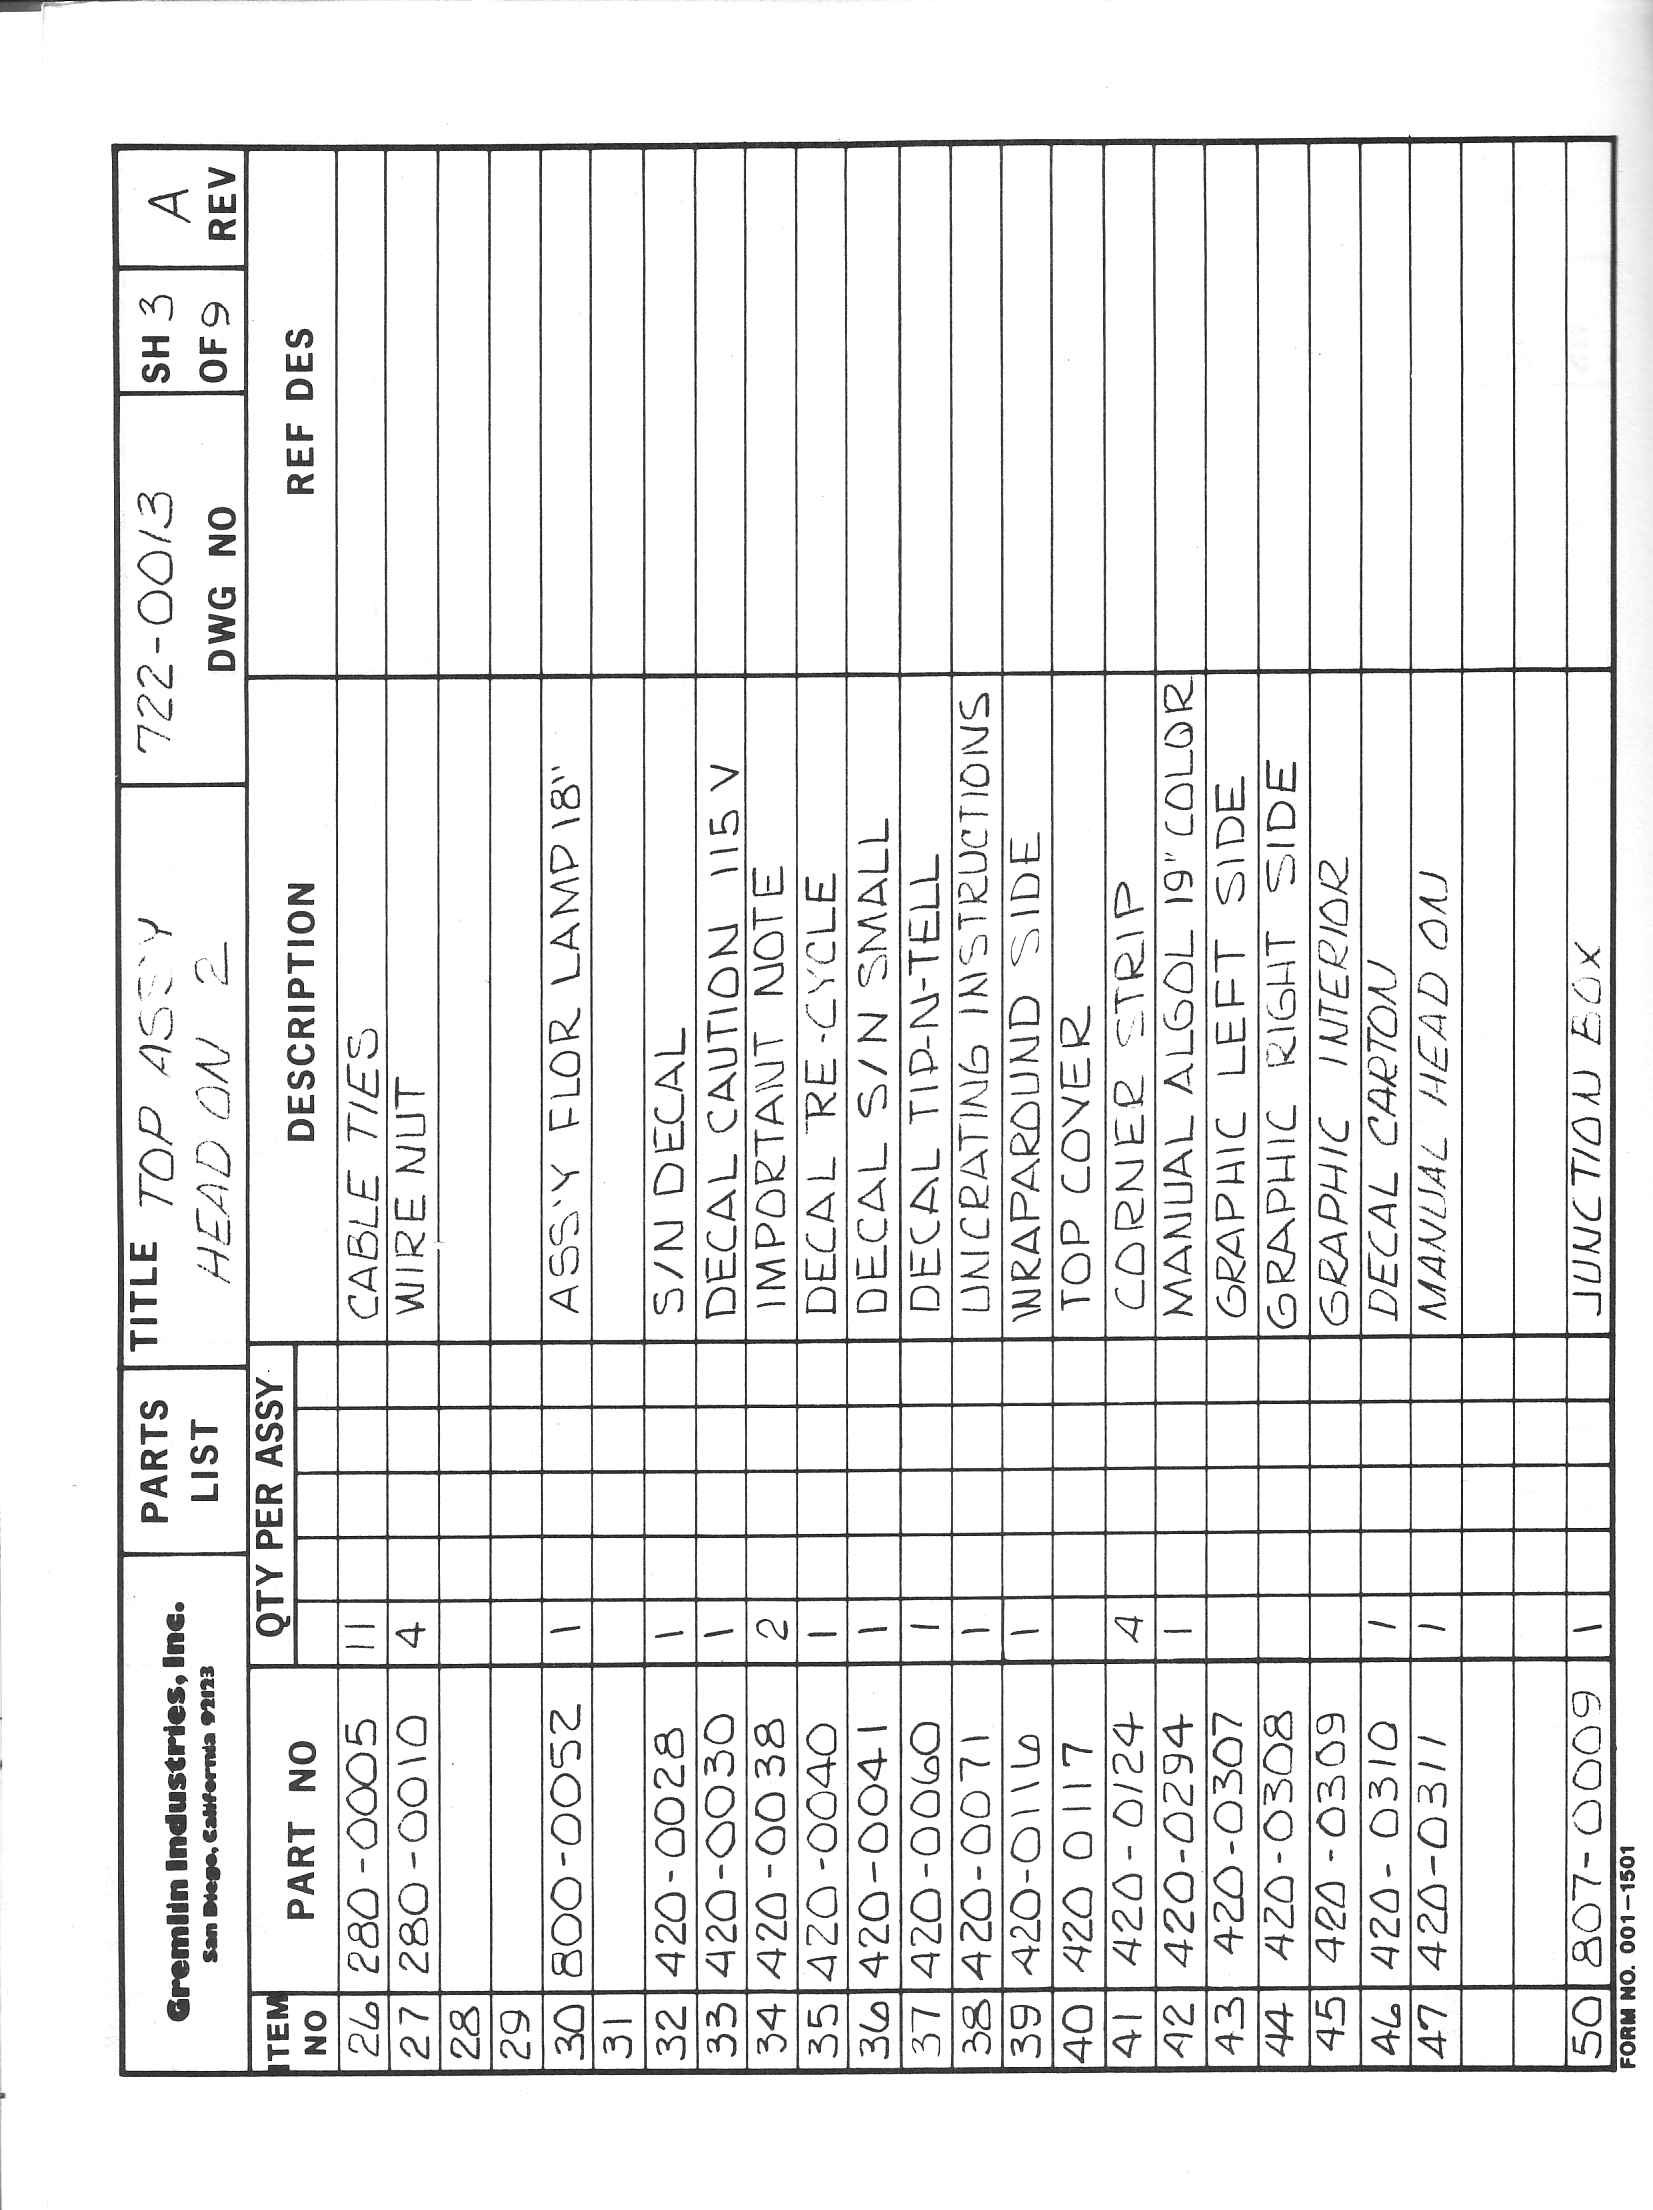 Gremlin Industries, Inc.
San Diego, California 92123
PARTS
LIST
TITLE TOP ASSY
HEAD ON 2
722-0013
DWG NO
SH 3
OF 9
A
REV
ITEM
NO
PART NO
QTY PER ASSY
DESCRIPTION
REF DES
26 280-0005 11 CABLE TIES
27 280-0010 4 WIRE NUT
28
29
30 800-0052 1 ASS'Y FLOR LAMP 18"
31
32 420-0028 1 S/N DECAL
33 420-0030 1 DECAL CAUTION 115 V
34 420-0038 2 IMPORTANT NOTE
35 420-0040 1 DECAL RE-CYCLE
36 420-0041 1 DECAL S/N SMALL
37 420-0060 1 DECAL TIP-N-TELL
38 420-0071 1 UNCRATING INSTRUCTIONS
39 420-0116 1 WRAPAROUND SIDE
40 420 0117 TOP COVER
41 420-0124 4 CORNER STRIP
42 420-0294 1 MANUAL ALGOL 19" COLOR
43 420-0307 GRAPHIC LEFT SIDE
44 420-0308 GRAPHIC RIGHT SIDE
45 420-0309 GRAPHIC INTERIOR
46 420-0310 1 DECAL CARTON
47 420-0311 1 MANUAL HEAD ON
50 807-0009 1 JUNCTION BOX
FORM NO. 001-1501